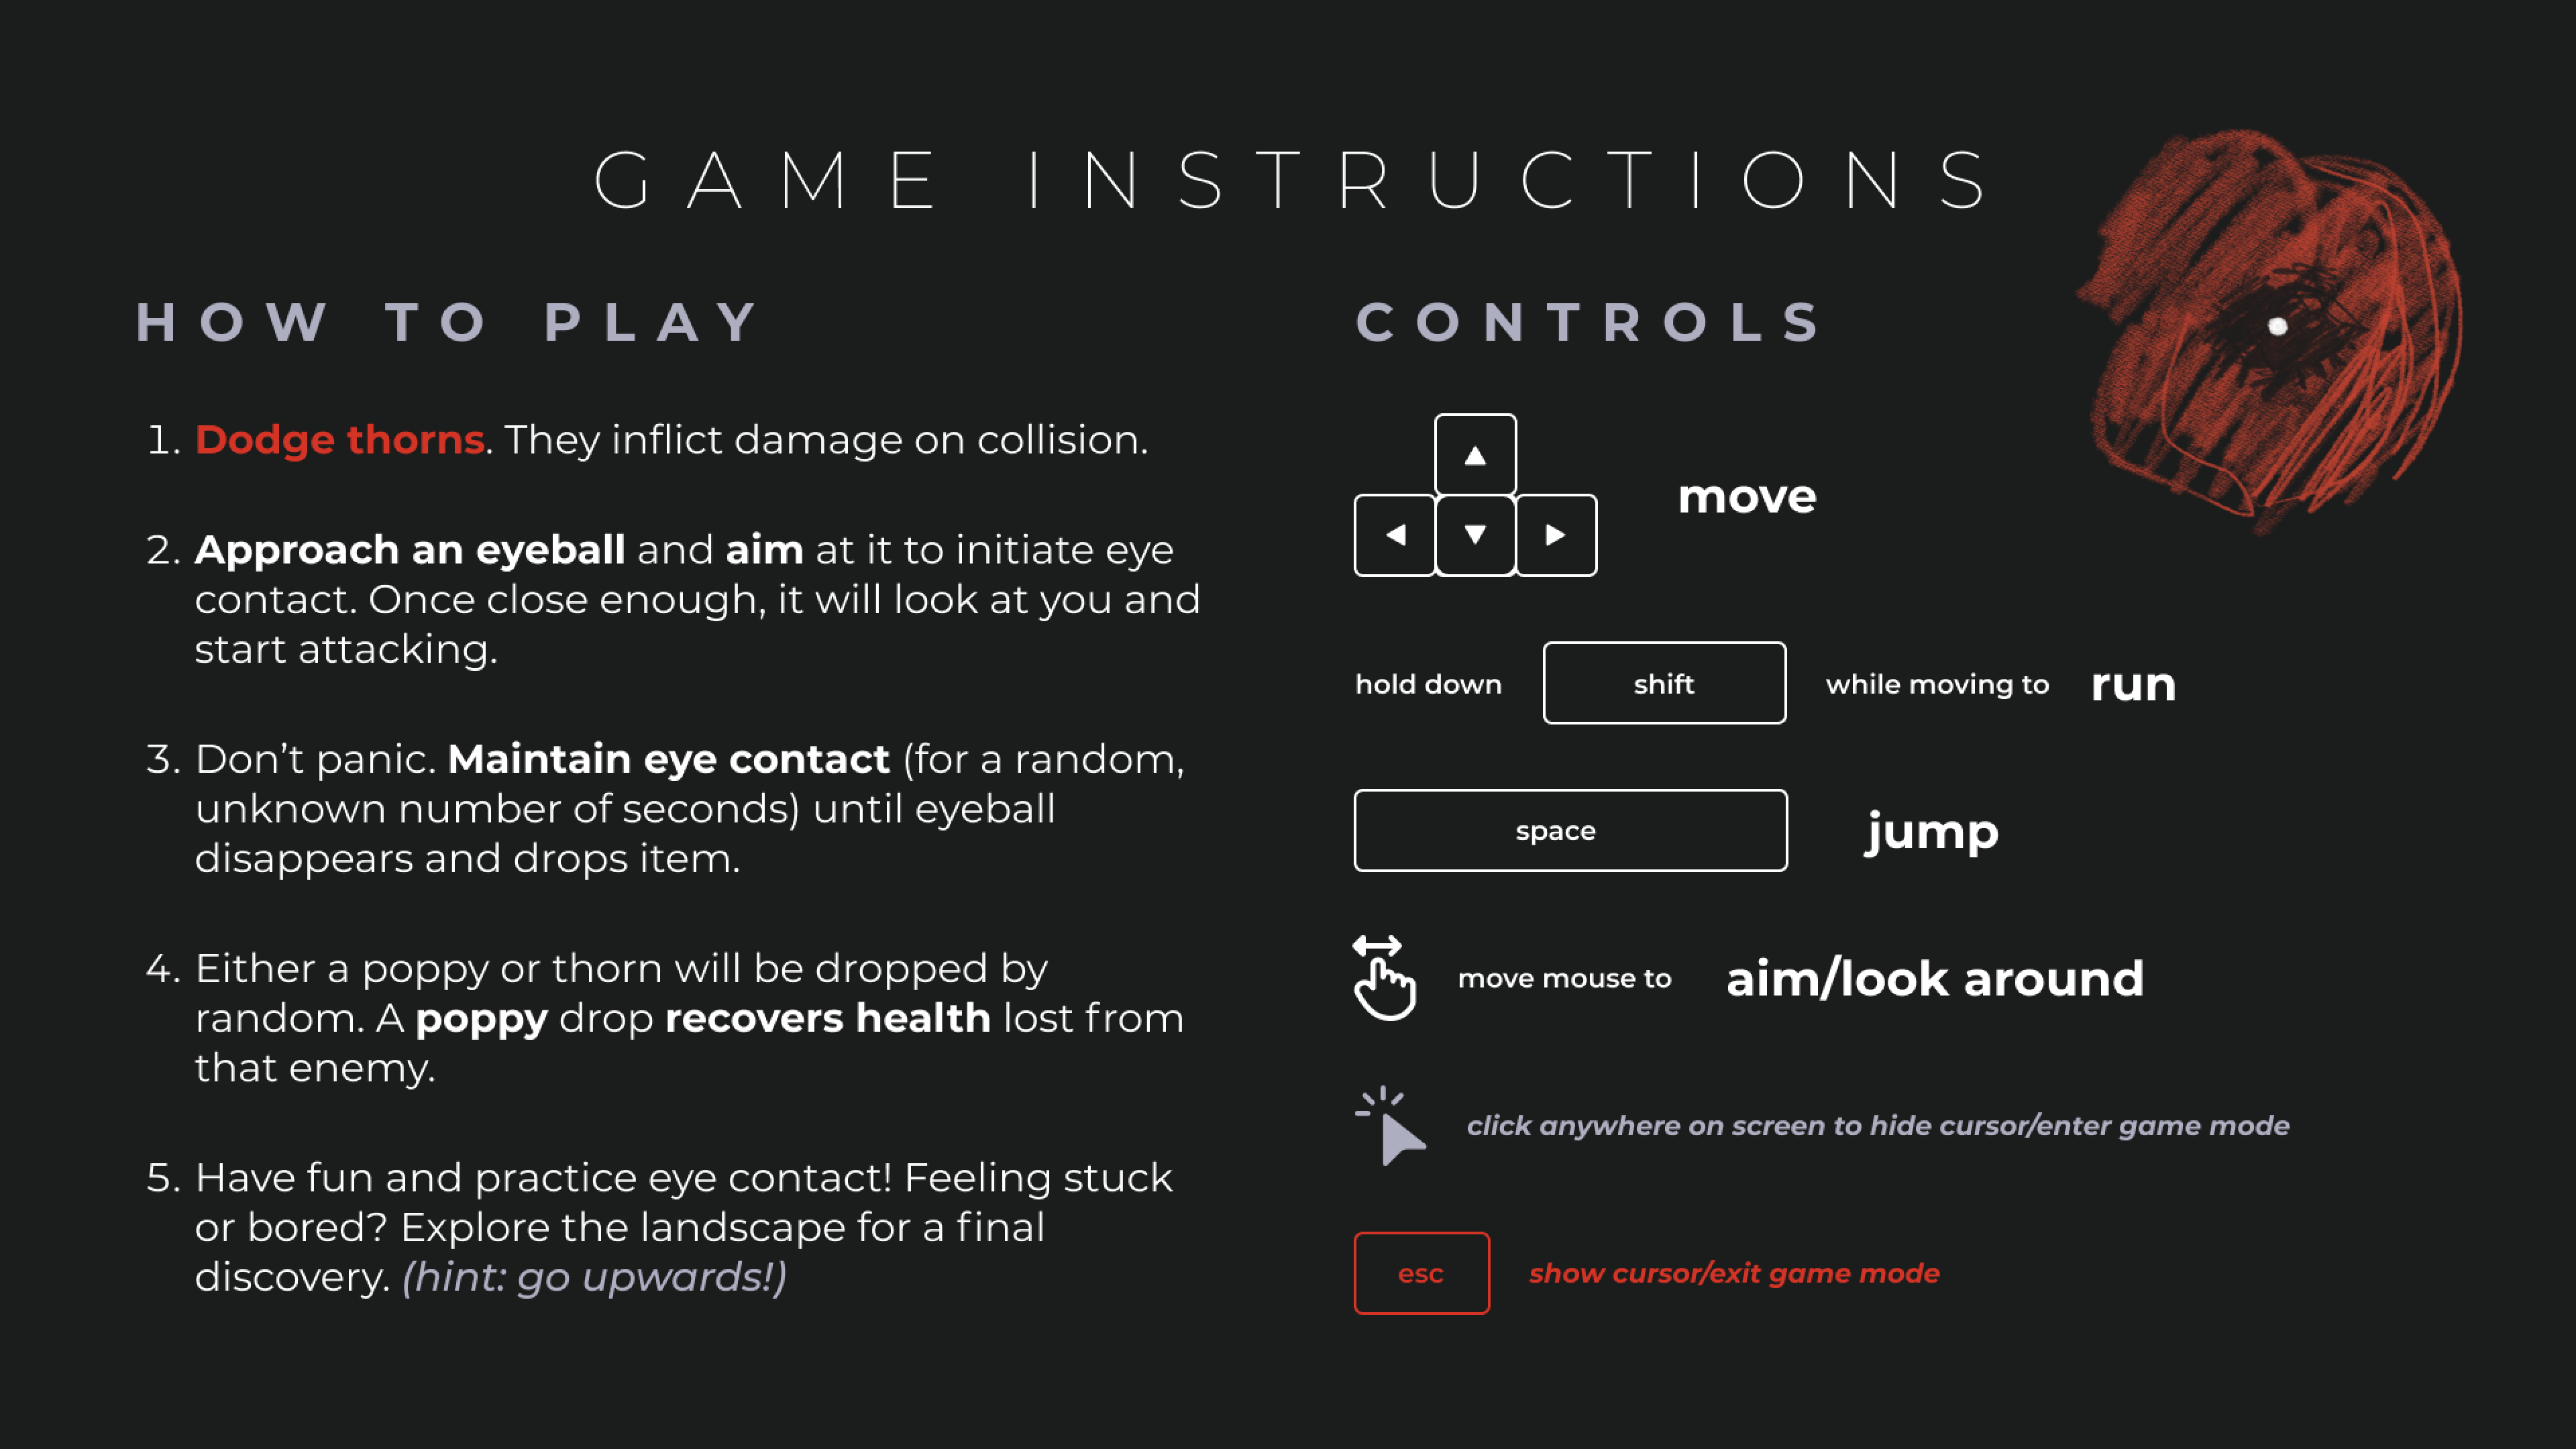 GAME INSTRUCTIONS
HOW TO PLAY
1. Dodge thorns. They inflict damage on collision.
2. Approach an eyeball and aim at it to initiate eye
contact. Once close enough, it will look at you and
start attacking.
3. Don’t panic. Maintain eye contact (for a random,
unknown number of seconds) until eyeball
disappears and drops item.
4. Either a poppy or thorn will be dropped by
random. A poppy drop recovers health lost from
that enemy.
5. Have fun and practice eye contact! Feeling stuck
or bored? Explore the landscape for a final
discovery. (hint: go upwards!)
CONTROLS
move
hold down shift while moving to run
space jump
move mouse to aim/look around
click anywhere on screen to hide cursor/enter game mode
esc show cursor/exit game mode